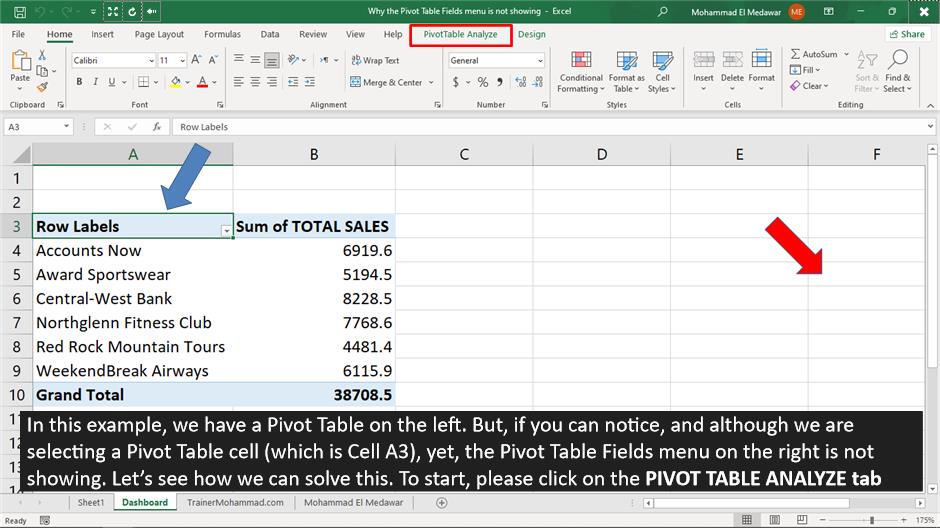 Why the Pivot Table Fields menu is not showing - Excel
Mohammad El Medawar
ME
File Home Insert Page Layout Formulas Data Review View Help PivotTable Analyze Design
Share
Paste
Calibri 11
B I U
A A
Wrap Text
Merge & Center
General
$ % ,
Conditional Formatting
Format as Table
Cell Styles
Insert Delete Format
AutoSum
Fill
Clear
Sort & Filter
Find & Select
Clipboard Font Alignment Number Styles Cells Editing
A3 fx Row Labels
A B C D E F
1
2
3 Row Labels Sum of TOTAL SALES
4 Accounts Now 6919.6
5 Award Sportswear 5194.5
6 Central-West Bank 8228.5
7 Northglenn Fitness Club 7768.6
8 Red Rock Mountain Tours 4481.4
9 WeekendBreak Airways 6115.9
10 Grand Total 38708.5
In this example, we have a Pivot Table on the left. But, if you can notice, and although we are
selecting a Pivot Table cell (which is Cell A3), yet, the Pivot Table Fields menu on the right is not
showing. Let's see how we can solve this. To start, please click on the PIVOT TABLE ANALYZE tab
Sheet1 Dashboard TrainerMohammad.com Mohammad El Medawar
Ready
175%